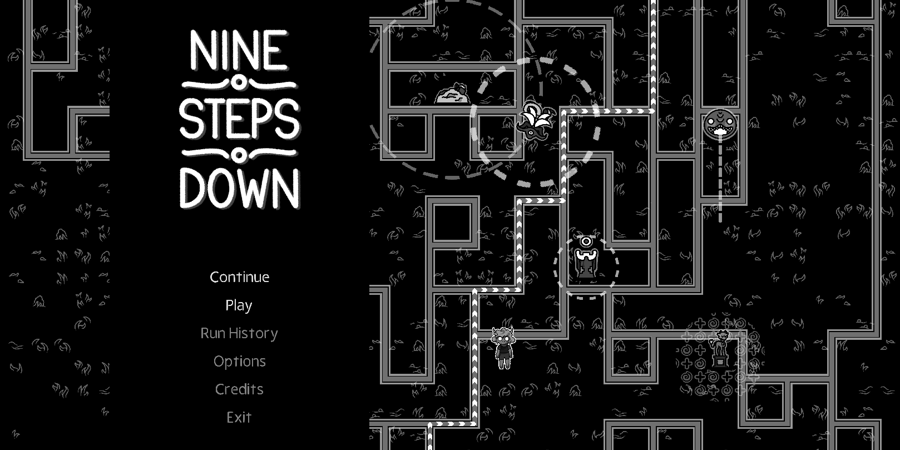 NINE
STEPS
DOWN
Continue
Play
Run History
Options
Credits
Exit